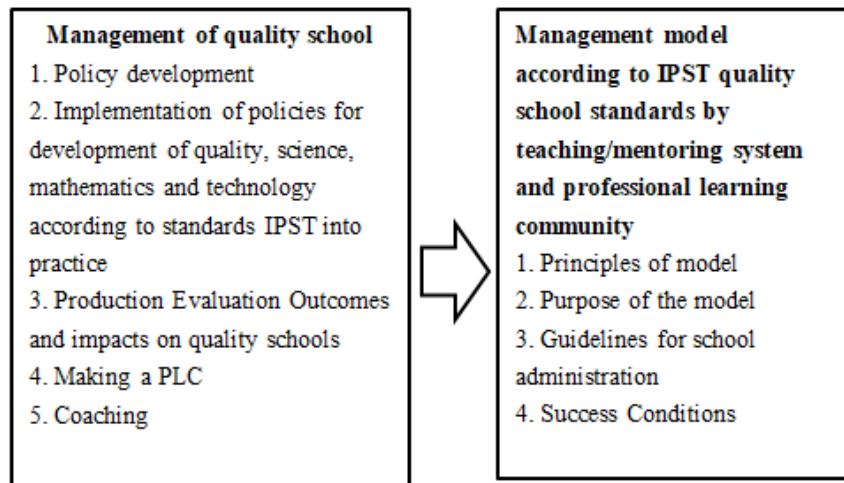 Management of quality school
1. Policy development
2. Implementation of policies for
development of quality, science,
mathematics and technology
according to standards IPST into
practice
3. Production Evaluation Outcomes
and impacts on quality schools
4. Making a PLC
5. Coaching
Management model
according to IPST quality
school standards by
teaching/mentoring system
and professional learning
community
1. Principles of model
2. Purpose of the model
3. Guidelines for school
administration
4. Success Conditions